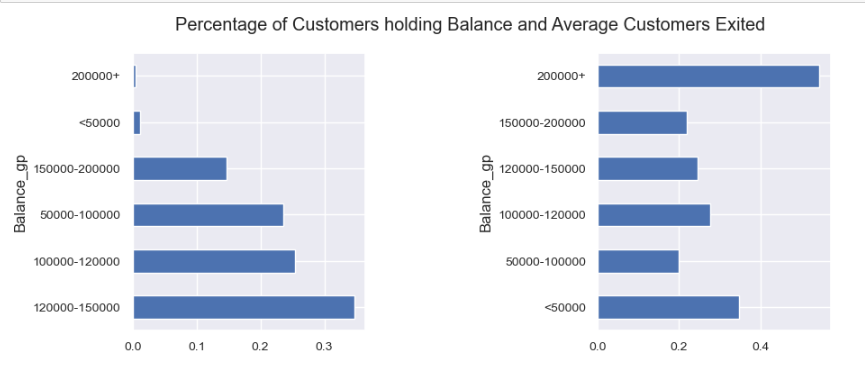 Percentage of Customers holding Balance and Average Customers Exited
Balance_gp
200000+
<50000
150000-200000
50000-100000
100000-120000
120000-150000
0.0 0.1 0.2 0.3
Balance_gp
200000+
150000-200000
120000-150000
100000-120000
50000-100000
<50000
0.0 0.2 0.4